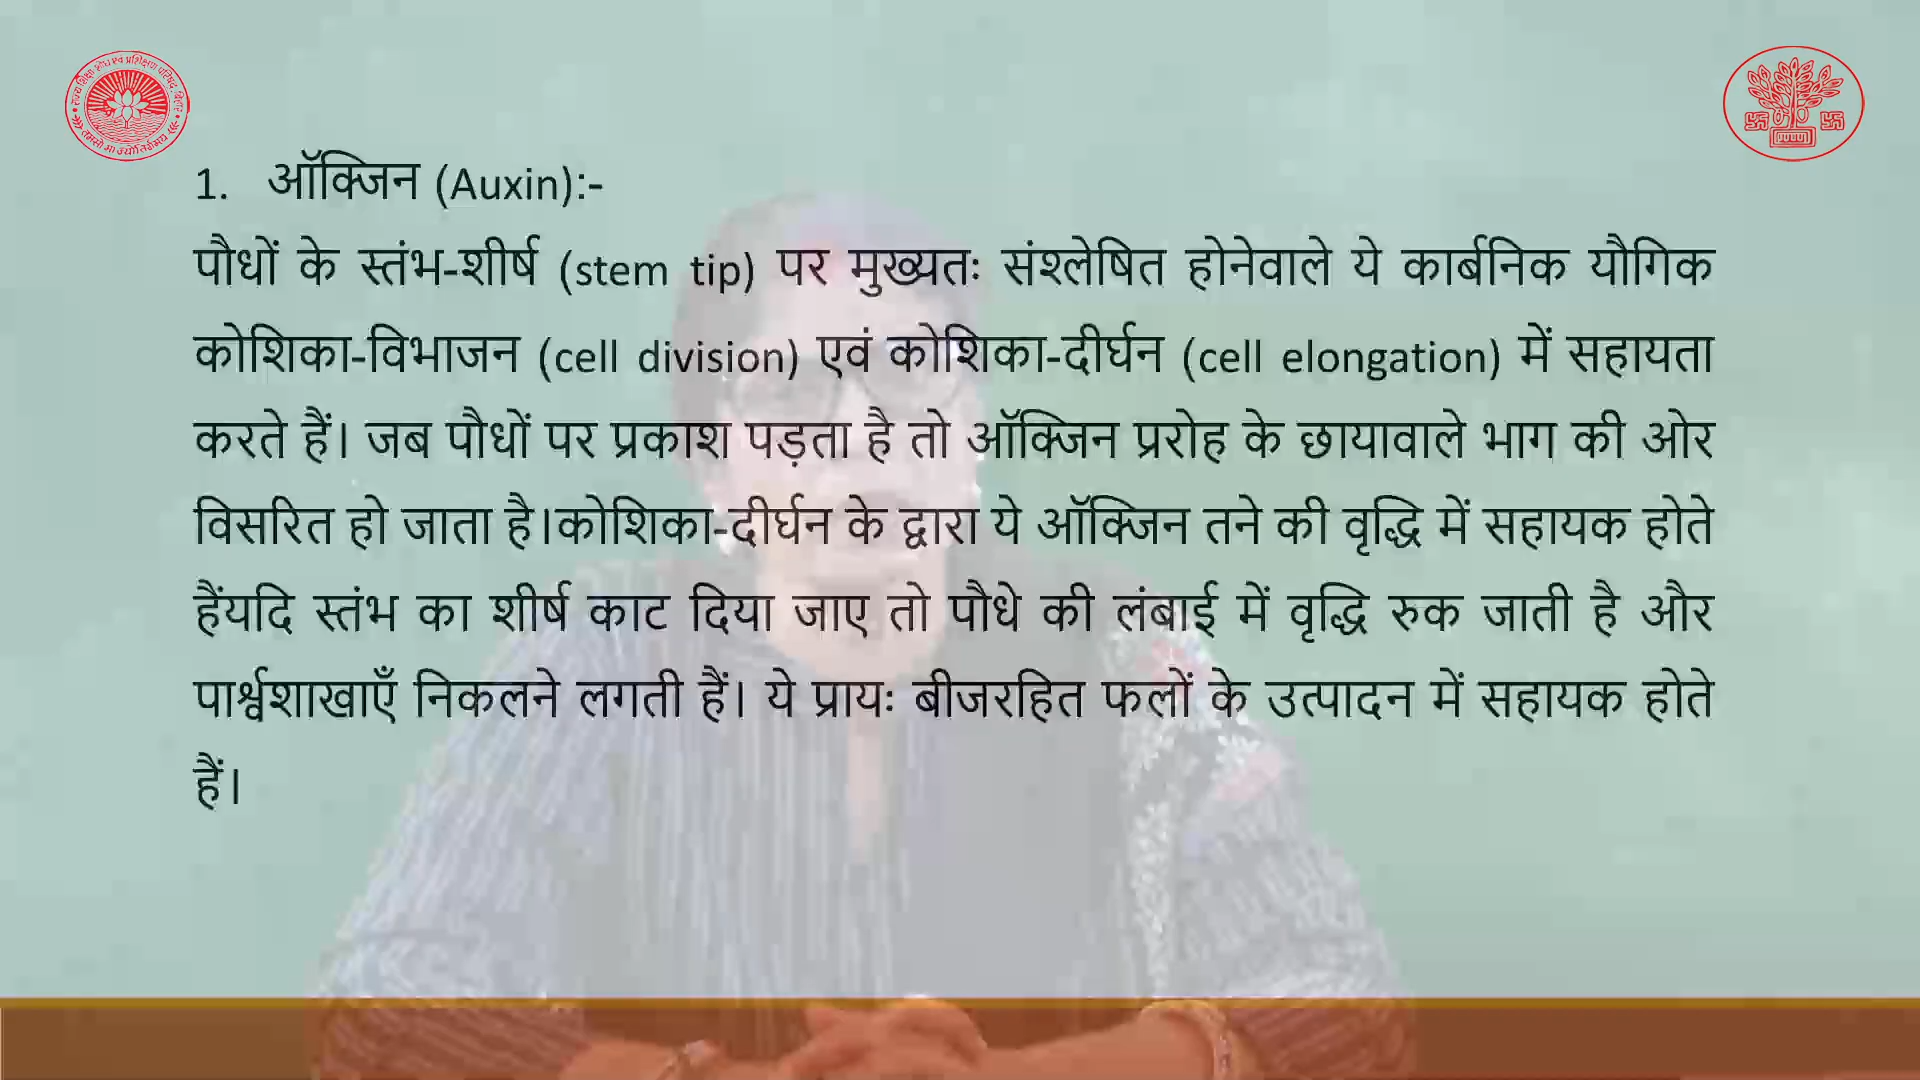 1. ऑक्जिन (Auxin):-
पौधों के स्तंभ-शीर्ष (stem tip) पर मुख्यतः संश्लेषित होनेवाले ये कार्बनिक यौगिक
कोशिका-विभाजन (cell division) एवं कोशिका-दीर्घन (cell elongation) में सहायता
करते हैं। जब पौधों पर प्रकाश पड़ता है तो ऑक्जिन प्ररोह के छायावाले भाग की ओर
विसरित हो जाता है।कोशिका-दीर्घन के द्वारा ये ऑक्जिन तने की वृद्धि में सहायक होते
हैंयदि स्तंभ का शीर्ष काट दिया जाए तो पौधे की लंबाई में वृद्धि रुक जाती है और
पार्श्वशाखाएँ निकलने लगती हैं। ये प्रायः बीजरहित फलों के उत्पादन में सहायक होते
हैं।